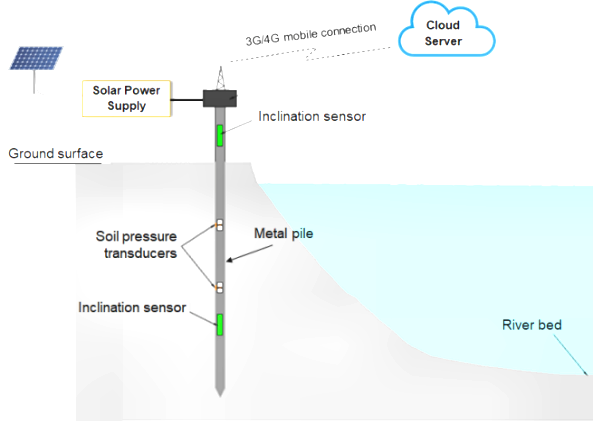 Cloud
Server
3G/4G mobile connection
Solar Power
Supply
Inclination sensor
Ground surface
Soil pressure
transducers
Metal pile
Inclination sensor
River bed